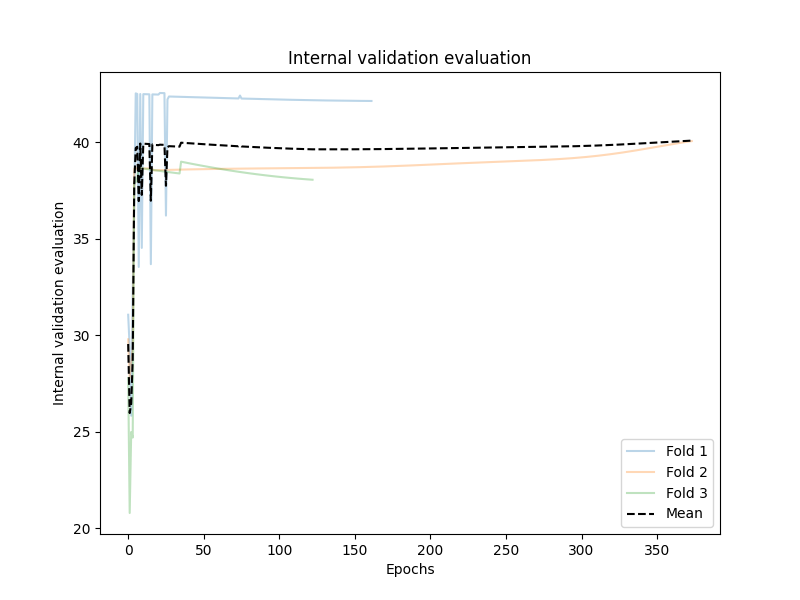 Internal validation evaluation
Internal validation evaluation
40
35
30
25
20
0 50 100 150 200 250 300 350
Epochs
Fold 1
Fold 2
Fold 3
Mean